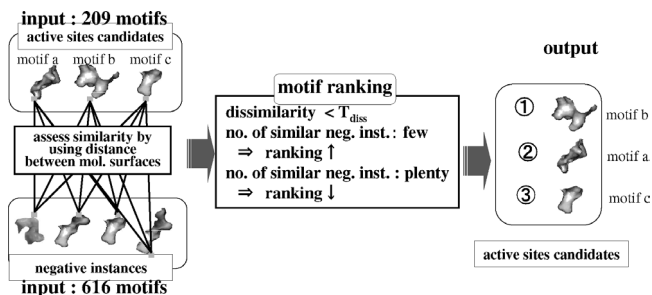 input : 209 motifs
active sites candidates
motif a motif b motif c
assess similarity by
using distance
between mol. surfaces
negative instances
input : 616 motifs
motif ranking
dissimilarity < Tdiss
no. of similar neg. inst. : few
⇒ ranking ↑
no. of similar neg. inst. : plenty
⇒ ranking ↓
output
① motif b
② motif a
③ motif c
active sites candidates